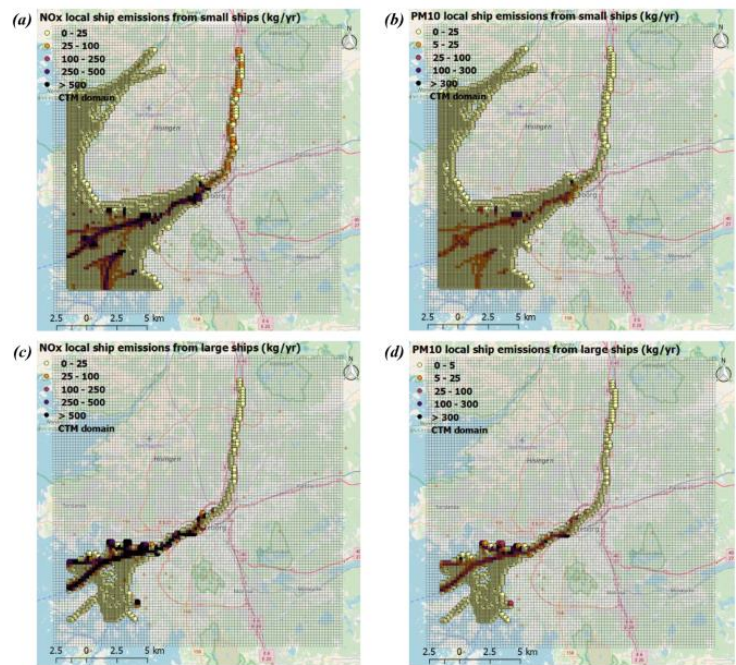 (a) NOx local ship emissions from small ships (kg/yr)
0 - 25
25 - 100
100 - 250
250 - 500
> 500
CTM domain
N
Hisingen
2.5 0 2.5 5 km
(b) PM10 local ship emissions from small ships (kg/yr)
0 - 25
5 - 25
25 - 100
100 - 300
> 300
CTM domain
N
Hisingen
2.5 0 2.5 5 km
(c) NOx local ship emissions from large ships (kg/yr)
0 - 25
25 - 100
100 - 250
250 - 500
> 500
CTM domain
N
Hisingen
2.5 0 2.5 5 km
(d) PM10 local ship emissions from large ships (kg/yr)
0 - 5
5 - 25
25 - 100
100 - 300
> 300
CTM domain
N
Hisingen
2.5 0 2.5 5 km